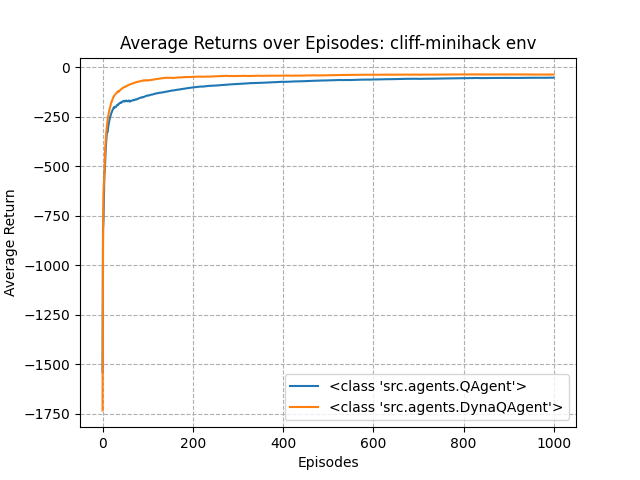 Average Returns over Episodes: cliff-minihack env
Average Return
0
−250
−500
−750
−1000
−1250
−1500
−1750
<class 'src.agents.QAgent'>
<class 'src.agents.DynaQAgent'>
0 200 400 600 800 1000
Episodes